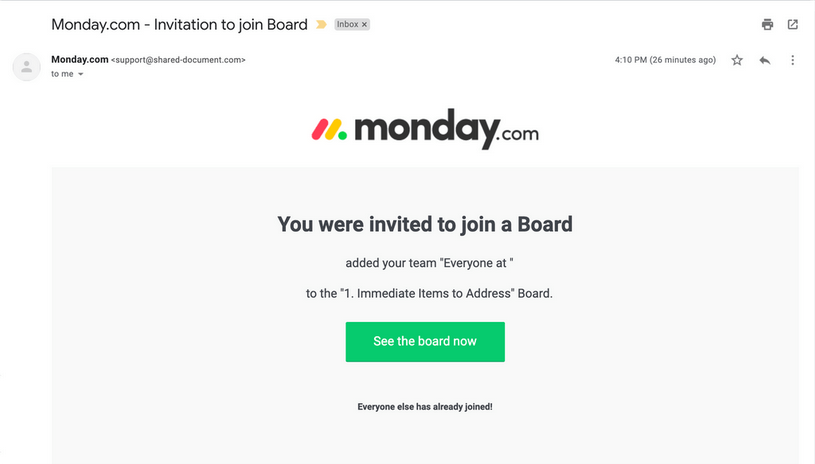 Monday.com - Invitation to join Board
Inbox ×
Monday.com <support@shared-document.com>
4:10 PM (26 minutes ago)
to me
monday.com
You were invited to join a Board
added your team "Everyone at "
to the "1. Immediate Items to Address" Board.
See the board now
Everyone else has already joined!